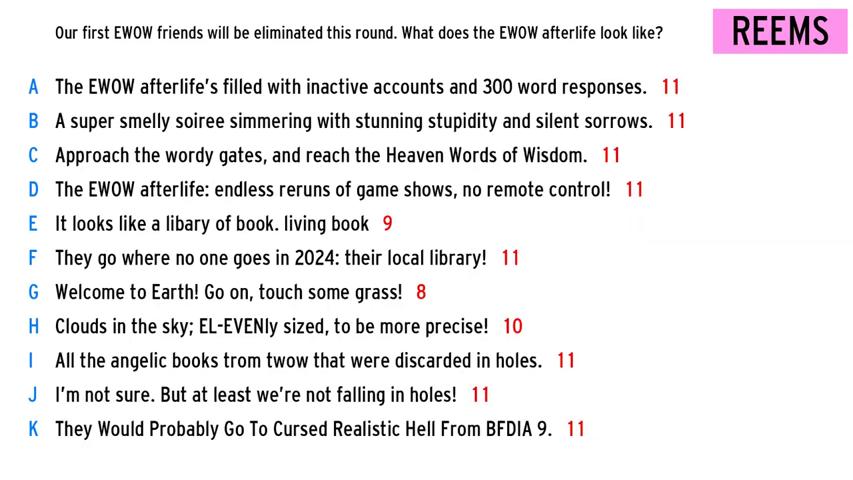 Our first EWOW friends will be eliminated this round. What does the EWOW afterlife look like?
REEMS
A The EWOW afterlife's filled with inactive accounts and 300 word responses. 11
B A super smelly soiree simmering with stunning stupidity and silent sorrows. 11
C Approach the wordy gates, and reach the Heaven Words of Wisdom. 11
D The EWOW afterlife: endless reruns of game shows, no remote control! 11
E It looks like a libary of book. living book 9
F They go where no one goes in 2024: their local library! 11
G Welcome to Earth! Go on, touch some grass! 8
H Clouds in the sky; EL-EVENly sized, to be more precise! 10
I All the angelic books trom twow that were discarded in holes. 11
J I'm not sure. But at least we're not falling in holes! 11
K They Would Probably Go To Cursed Realistic Hell From BFDIA 9. 11